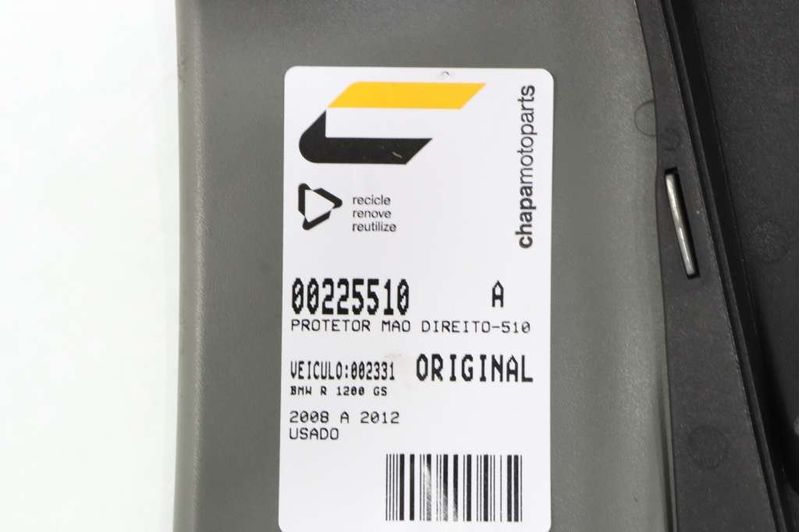 chapamotoparts
recicle
renove
reutilize
00225510 A
PROTETOR MAO DIREITO-510
VEICULO:002331 ORIGINAL
BMW R 1200 GS
2008 A 2012
USADO